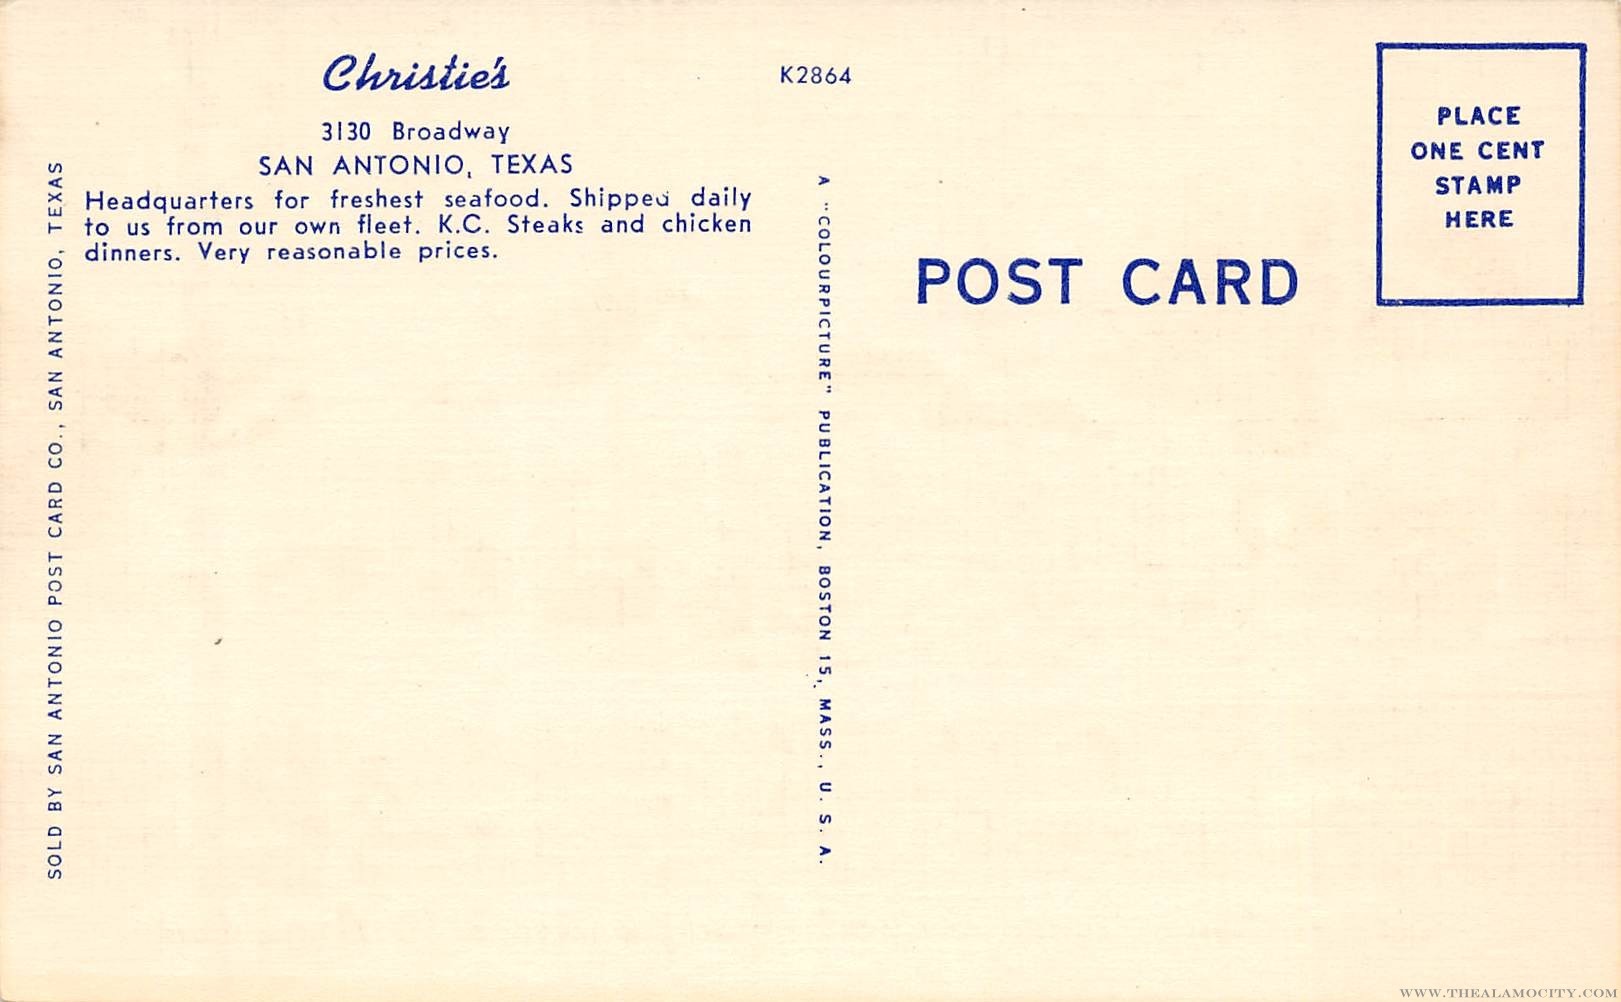 Christie's
3130 Broadway
SAN ANTONIO, TEXAS
Headquarters for freshest seafood. Shipped daily
to us from our own fleet. K.C. Steaks and chicken
dinners. Very reasonable prices.
SOLD BY SAN ANTONIO POST CARD CO., SAN ANTONIO, TEXAS
K2864
A "COLOURPICTURE" PUBLICATION, BOSTON 15, MASS., U. S. A.
POST CARD
PLACE
ONE CENT
STAMP
HERE
WWW.THEALAMOCITY.COM